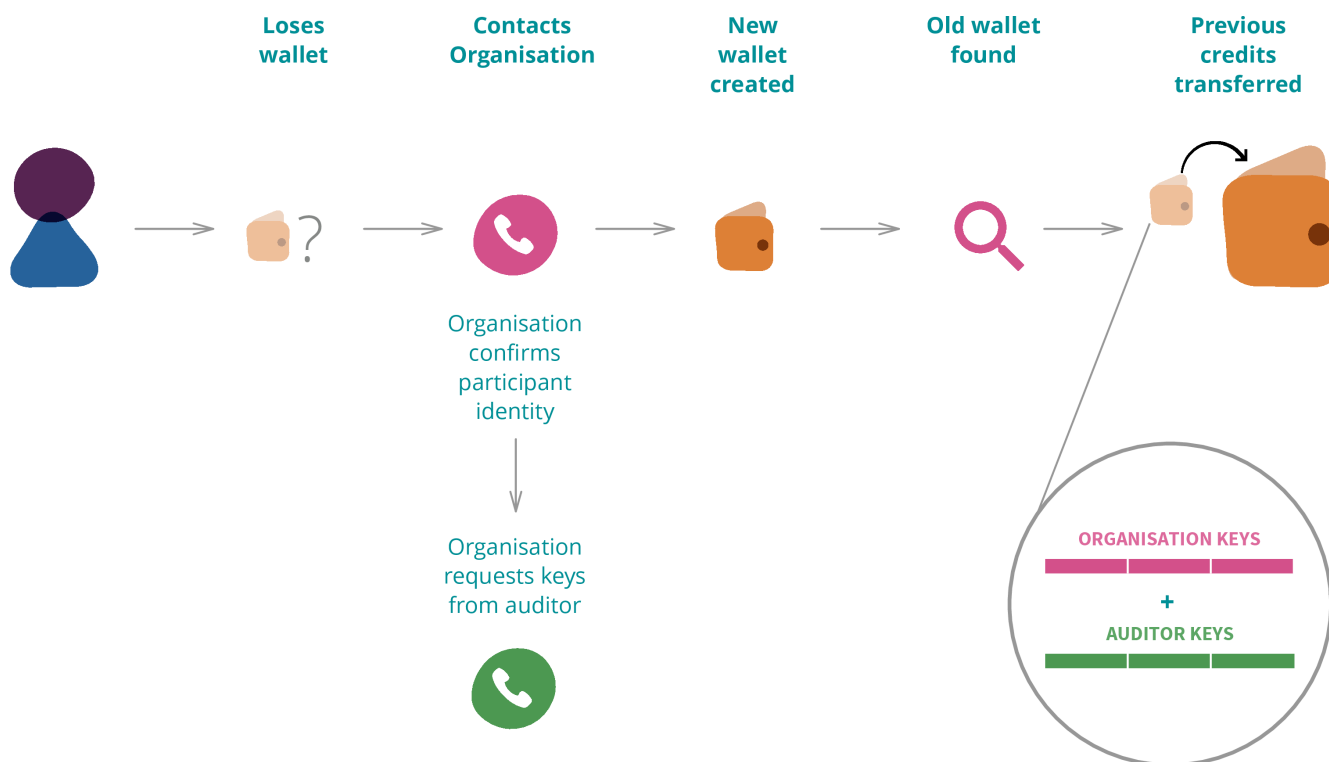 Loses
wallet
Contacts
Organisation
New
wallet
created
Old wallet
found
Previous
credits
transferred
?
Organisation
confirms
participant
identity
Organisation
requests keys
from auditor
ORGANISATION KEYS
+
AUDITOR KEYS